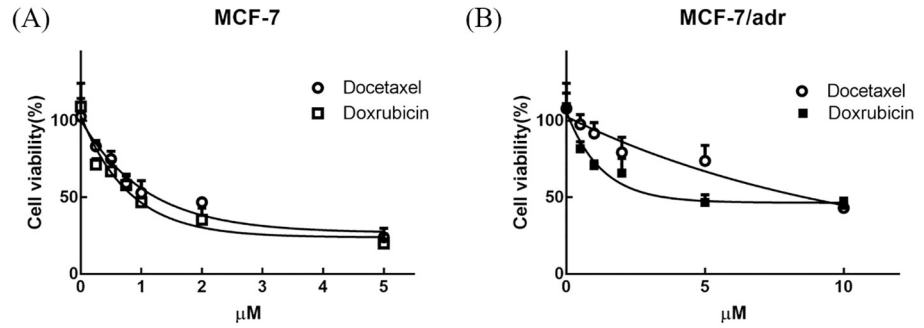 (A)
MCF-7
Cell viability(%)
100
50
0
0
1
2
3
4
5
μM
Docetaxel
Doxrubicin
(B)
MCF-7/adr
Cell viability(%)
100
50
0
0
5
10
μM
Docetaxel
Doxrubicin